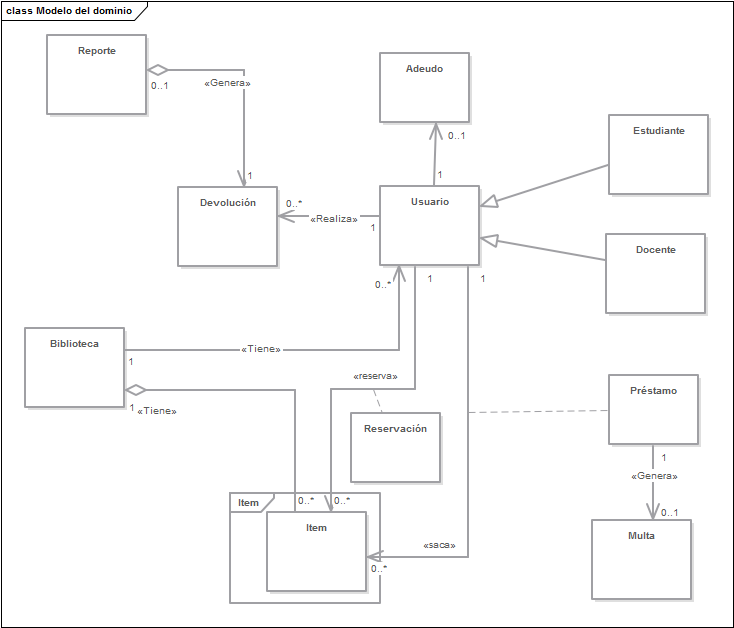 class Modelo del dominio
Reporte
0..1
«Genera»
1
Adeudo
0..1
1
Estudiante
Devolución
0..*
«Realiza»
1
Usuario
Docente
0..*
1
1
Biblioteca
1
«Tiene»
1
«Tiene»
«reserva»
Reservación
Préstamo
1
«Genera»
0..1
Multa
Item
0..*
0..*
Item
«saca»
0..*